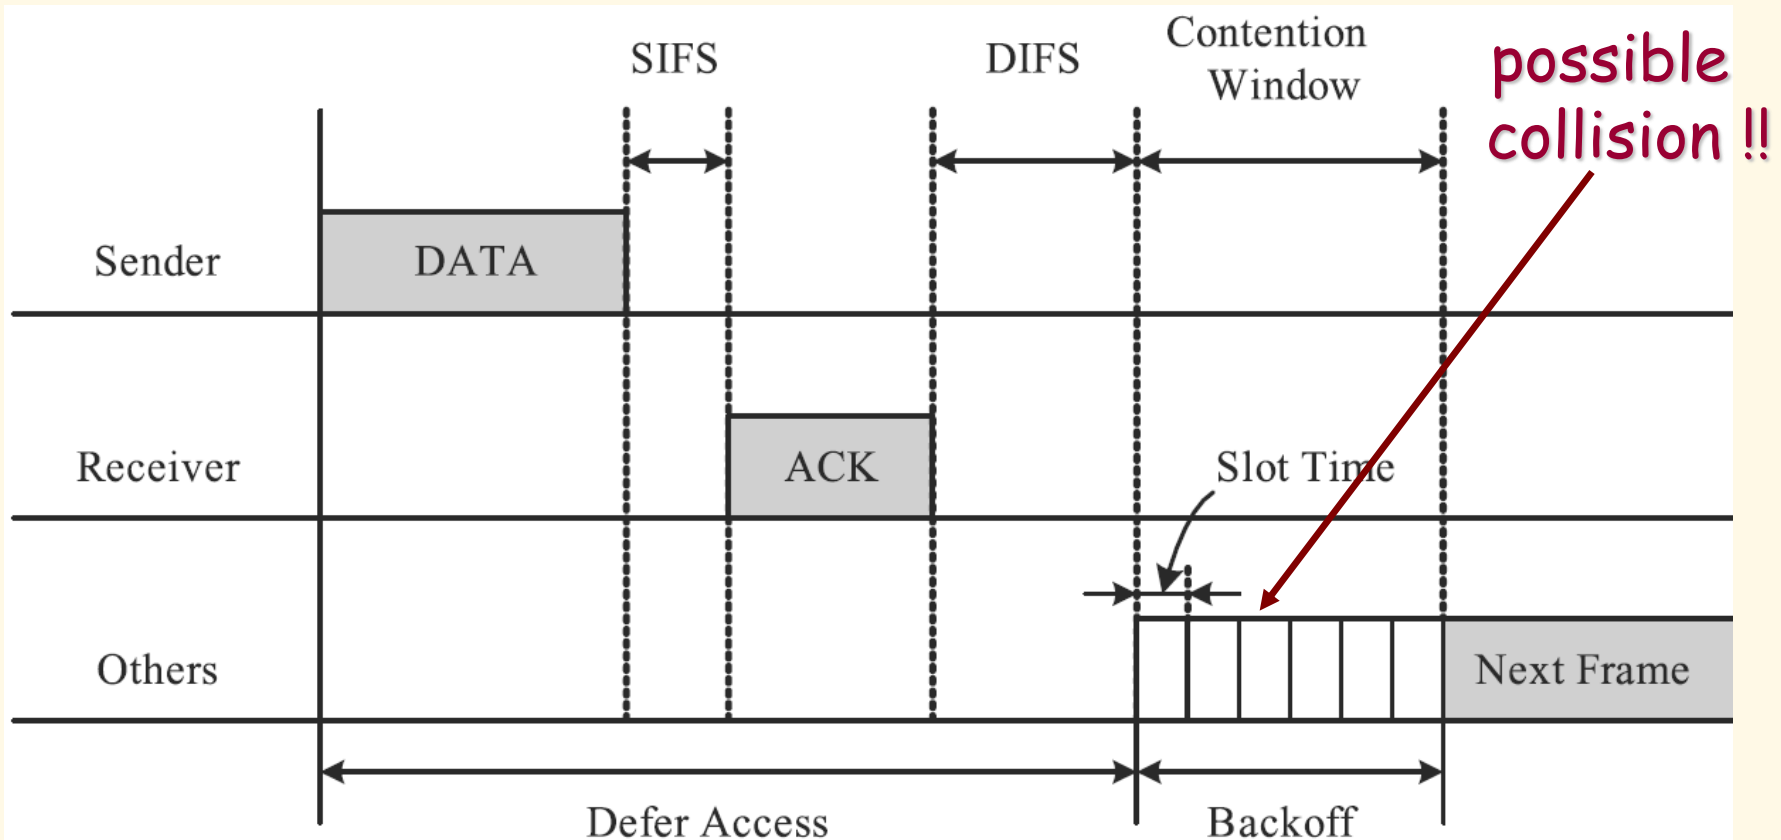 SIFS
DIFS
Contention
Window
possible
collision !!
Sender
DATA
Receiver
ACK
Slot Time
Others
Next Frame
Defer Access
Backoff